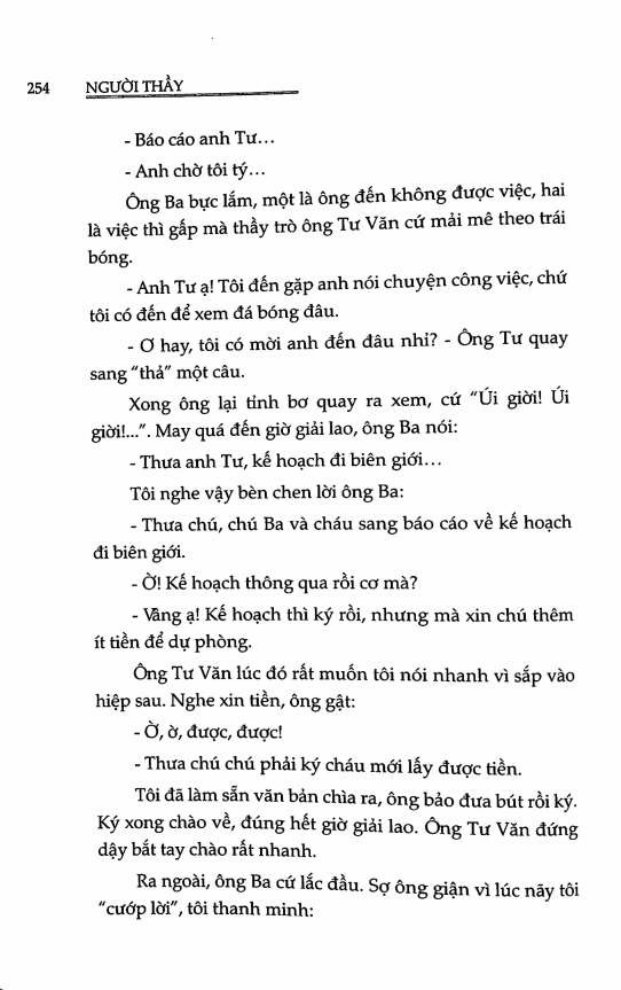 254 NGƯỜI THẦY
- Báo cáo anh Tư...
- Anh chờ tôi tý...
Ông Ba bực lắm, một là ông đến không được việc, hai
là việc thì gấp mà thầy trò ông Tư Văn cứ mải mê theo trái
bóng.
- Anh Tư ạ! Tôi đến gặp anh nói chuyện công việc, chứ
tôi có đến để xem đá bóng đâu.
- Ơ hay, tôi có mời anh đến đâu nhỉ? - Ông Tư quay
sang "thả" một câu.
Xong ông lại tỉnh bơ quay ra xem, cứ "Úi giời! Úi
giời!...". May quá đến giờ giải lao, ông Ba nói:
- Thưa anh Tư, kế hoạch đi biên giới...
Tôi nghe vậy bèn chen lời ông Ba:
- Thưa chú, chú Ba và cháu sang báo cáo về kế hoạch
đi biên giới.
- Ờ! Kế hoạch thông qua rồi cơ mà?
- Vâng ạ! Kế hoạch thì ký rồi, nhưng mà xin chú thêm
ít tiền để dự phòng.
Ông Tư Văn lúc đó rất muốn tôi nói nhanh vì sắp vào
hiệp sau. Nghe xin tiền, ông gật:
- Ờ, ờ, được, được!
- Thưa chú chú phải ký cháu mới lấy được tiền.
Tôi đã làm sẵn văn bản chìa ra, ông bảo đưa bút rồi ký.
Ký xong chào về, đúng hết giờ giải lao. Ông Tư Văn đứng
dậy bắt tay chào rất nhanh.
Ra ngoài, ông Ba cứ lắc đầu. Sợ ông giận vì lúc nãy tôi
"cướp lời", tôi thanh minh: